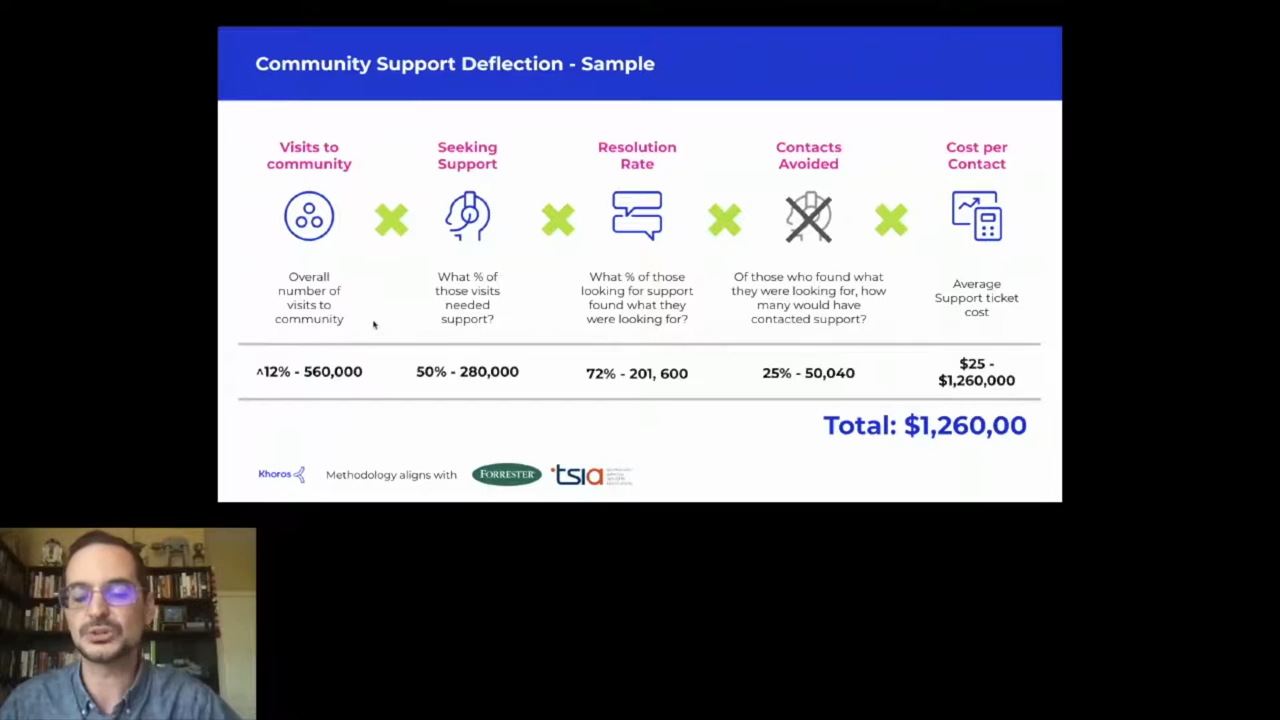 Community Support Deflection - Sample
Visits to
community
Seeking
Support
Resolution
Rate
Contacts
Avoided
Cost per
Contact
Overall
number of
visits to
community
What % of
those visits
needed
support?
What % of those
looking for support
found what they
were looking for?
Of those who found what
they were looking for, how
many would have
contacted support?
Average
Support ticket
cost
^12% - 560,000
50% - 280,000
72% - 201, 600
25% - 50,040
$25 -
$1,260,000
Total: $1,260,00
Khoros
Methodology aligns with
FORRESTER
tsia